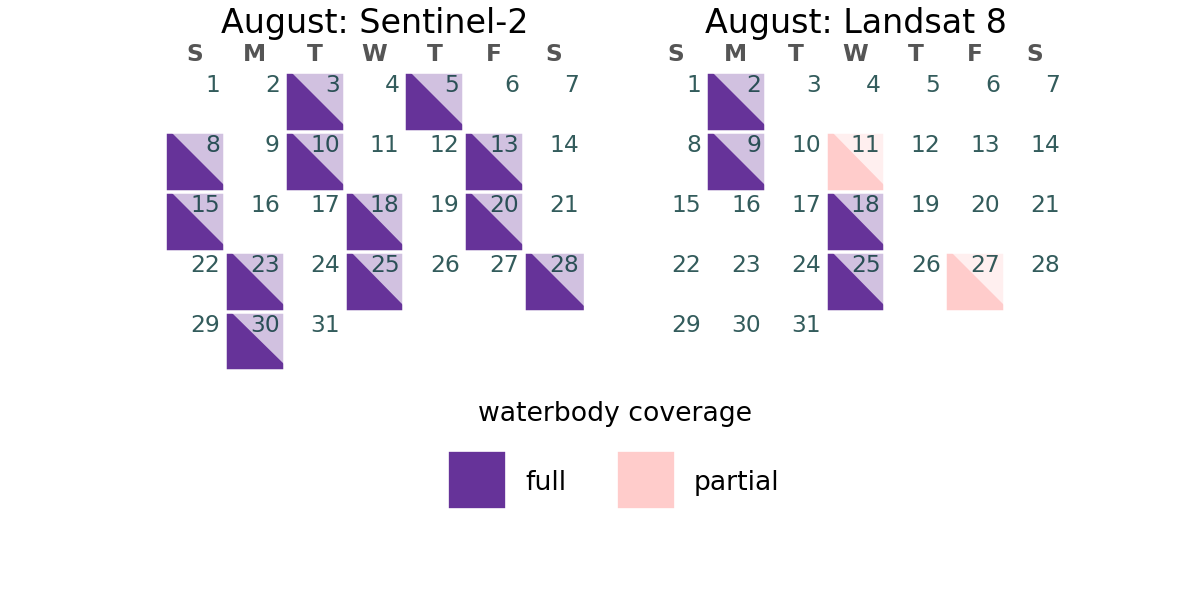 August: Sentinel-2
S M T W T F S
1 2 3 4 5 6 7
8 9 10 11 12 13 14
15 16 17 18 19 20 21
22 23 24 25 26 27 28
29 30 31
August: Landsat 8
S M T W T F S
1 2 3 4 5 6 7
8 9 10 11 12 13 14
15 16 17 18 19 20 21
22 23 24 25 26 27 28
29 30 31
waterbody coverage
full
partial